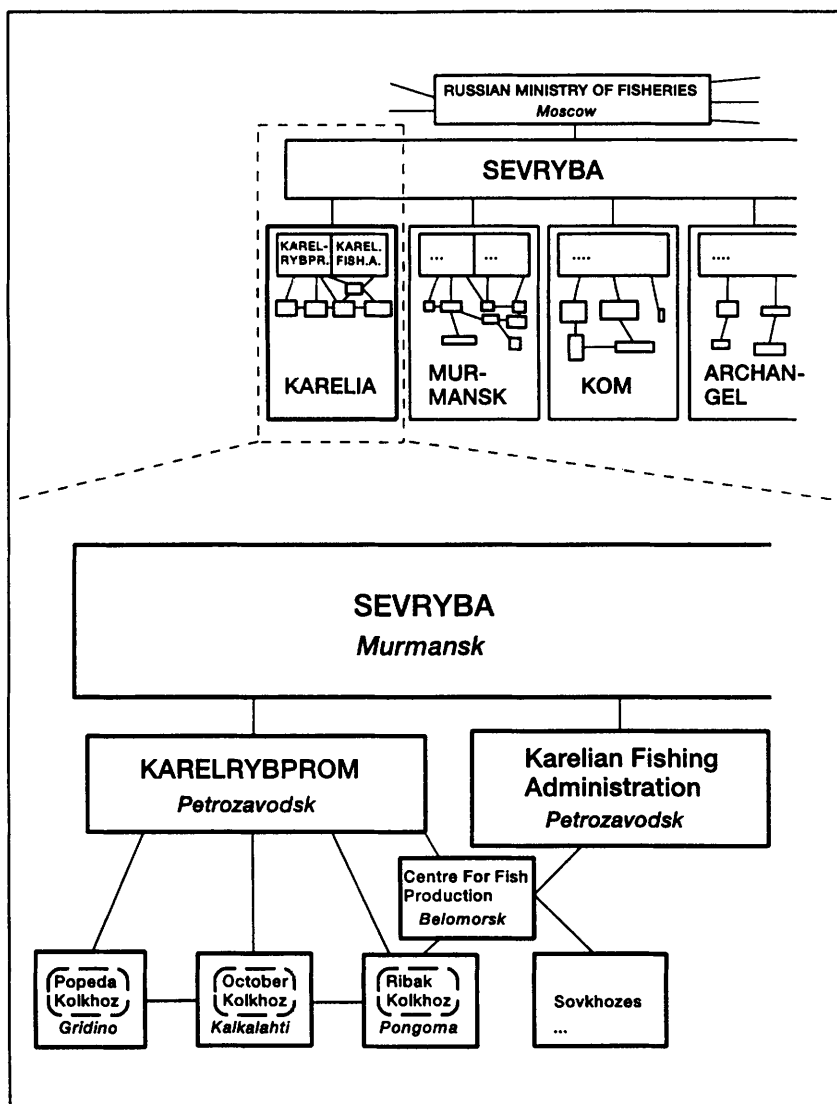 RUSSIAN MINISTRY OF FISHERIES
Moscow
SEVRYBA
KAREL-
RYBPR.
KAREL.
FISH.A.
KARELIA
...
...
MUR-
MANSK
....
KOM
....
ARCHAN-
GEL
SEVRYBA
Murmansk
KARELRYBPROM
Petrozavodsk
Karelian Fishing
Administration
Petrozavodsk
Centre For Fish
Production
Belomorsk
Popeda
Kolkhoz
Gridino
October
Kolkhoz
Kalkalahti
Ribak
Kolkhoz
Pongoma
Sovkhozes
...